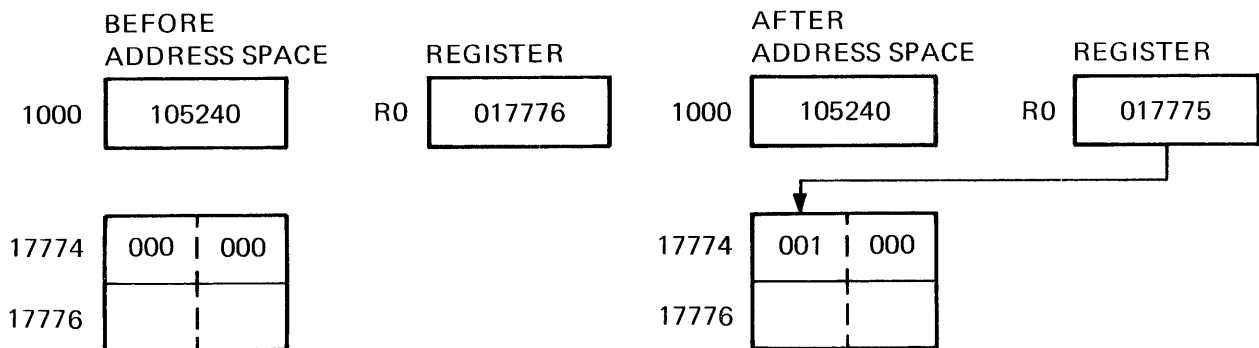 BEFORE
ADDRESS SPACE REGISTER
1000 105240 R0 017776
17774 000 000
17776
AFTER
ADDRESS SPACE REGISTER
1000 105240 R0 017775
17774 001 000
17776